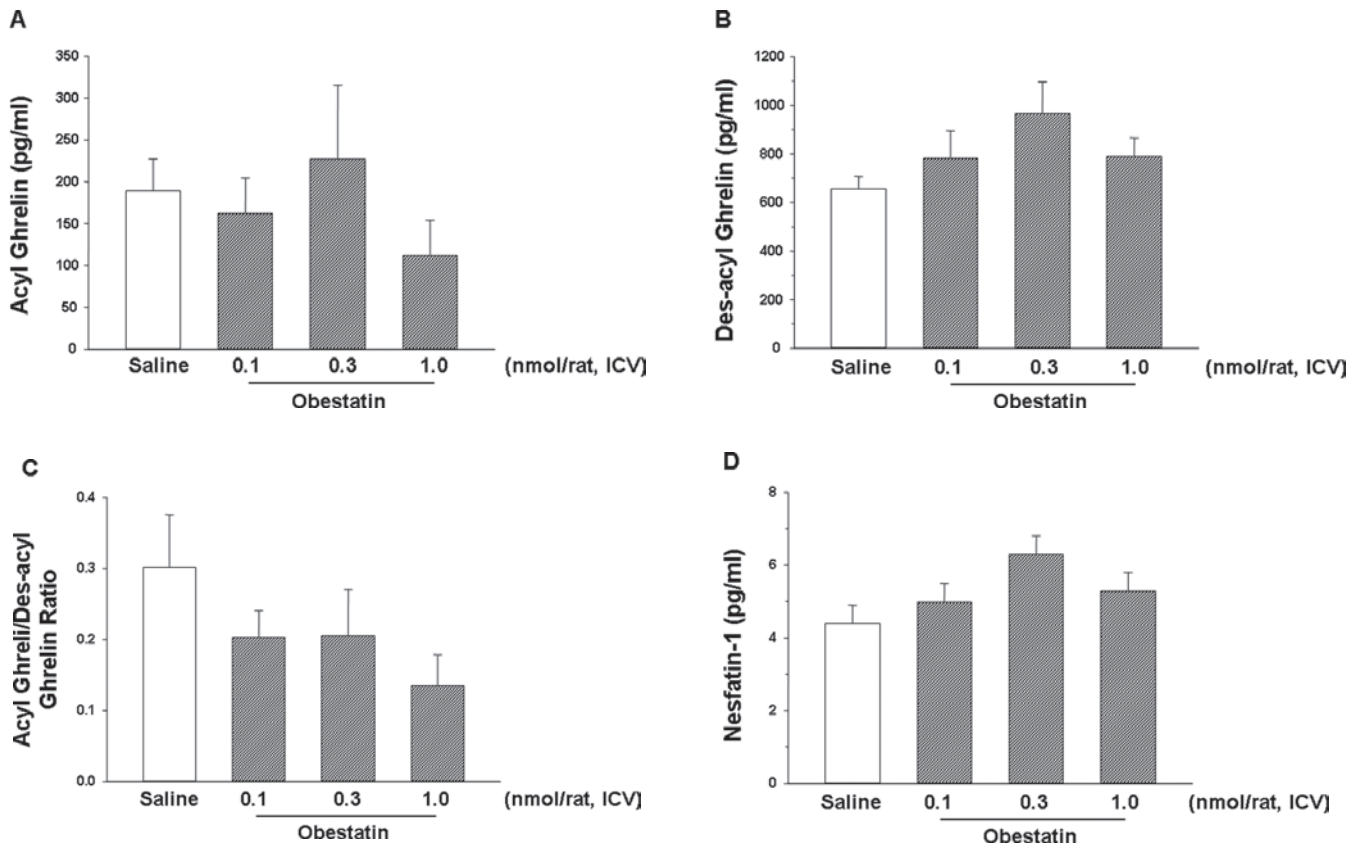 A
Acyl Ghrelin (pg/ml)
350
300
250
200
150
100
50
0
Saline 0.1 0.3 1.0 (nmol/rat, ICV)
Obestatin
B
Des-acyl Ghrelin (pg/ml)
1200
1000
800
600
400
200
0
Saline 0.1 0.3 1.0 (nmol/rat, ICV]
Obestatin
C
Acyl Ghreli/Des-acyl
Ghrelin Ratio
0.4
0.3
0.2
0.1
0.0
Saline 0.1 0.3 1.0 (nmol/rat, ICV)
Obestatin
D
Nesfatin-1 (pg/ml)
8
6
4
2
0
Saline 0.1 0.3 1.0 (nmol/rat, ICV)
Obestatin